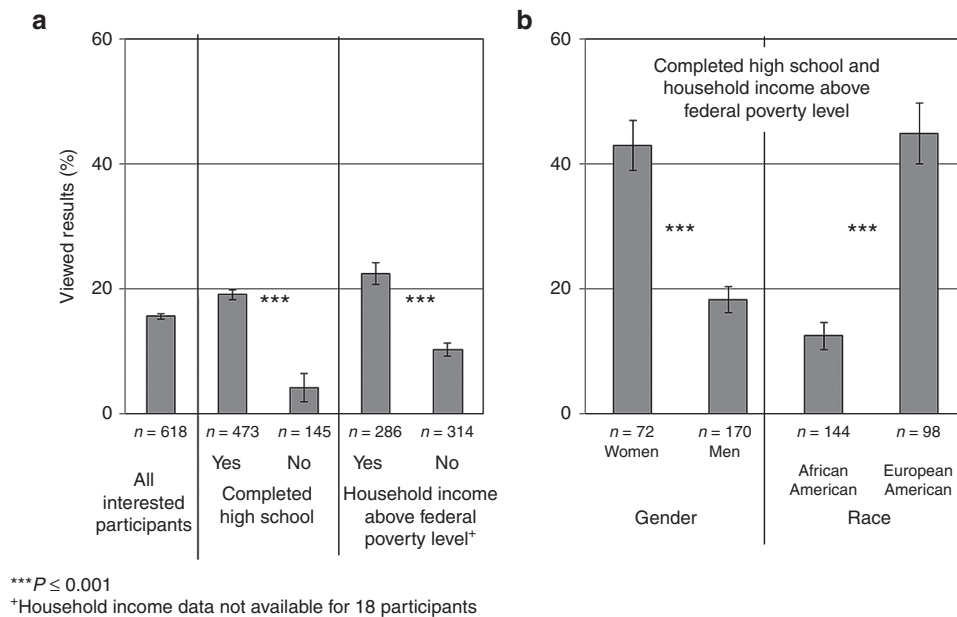 a
60
40
20
0
Viewed results (%)
***
***
n = 618
n = 473
n = 145
n = 286
n = 314
Yes
No
Yes
No
All
interested
participants
Completed
high school
Household income
above federal
poverty level+
b
60
40
20
0
Completed high school and
household income above
federal poverty level
***
***
n = 72
Women
n = 170
Men
n = 144
n = 98
African
American
European
American
Gender
Race
***P ≤ 0.001
+Household income data not available for 18 participants